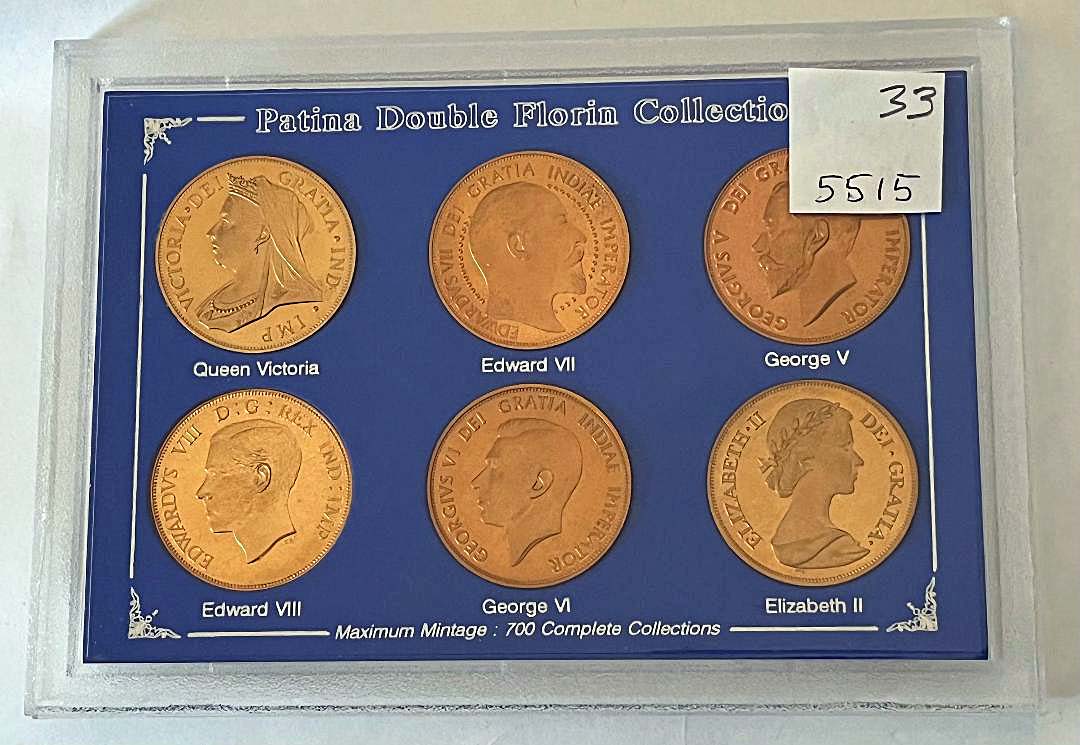 Patina Double Florin Collectio
33
5515
VICTORIA·DEI GRATIA·IND· IMP
EDWARDVS VII DEI GRATIA INDIAE IMPERATOR
GEORGIVS V DEI GR IMPERATOR
Queen Victoria
Edward VII
George V
EDWARDVS VIII D:G: REX IND:IMP
GEORGIVS VI DEI GRATIA INDIAE IMPERATOR
ELIZABETH·II DEI·GRATIA·
Edward VIII
George VI
Elizabeth II
Maximum Mintage : 700 Complete Collections